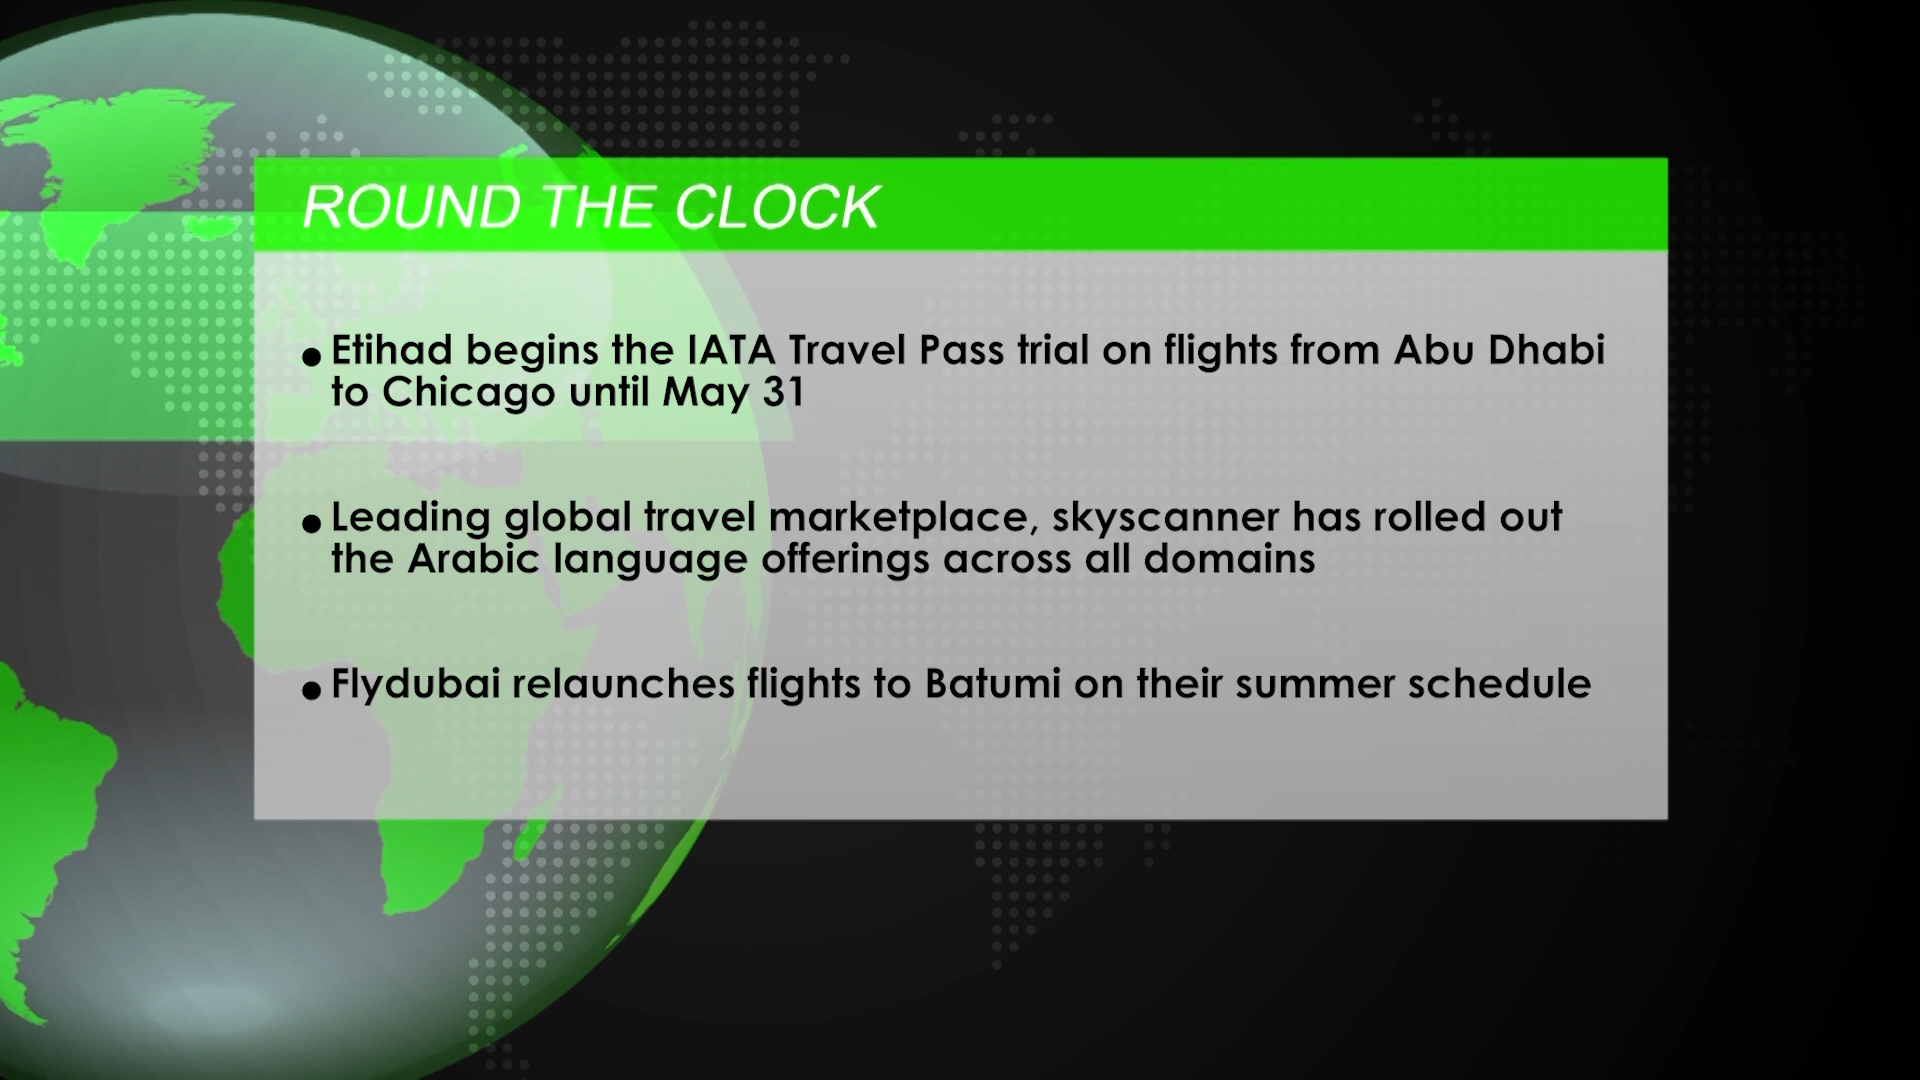 ROUND THE CLOCK
• Etihad begins the IATA Travel Pass trial on flights from Abu Dhabi
to Chicago until May 31
• Leading global travel marketplace, skyscanner has rolled out
the Arabic language offerings across all domains
• Flydubai relaunches flights to Batumi on their summer schedule